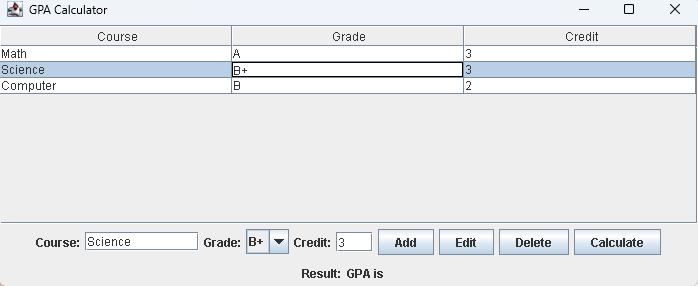 GPA Calculator
Course Grade Credit
Math A 3
Science B+ 3
Computer B 2
Course: Science Grade: B+ Credit: 3 Add Edit Delete Calculate
Result: GPA is